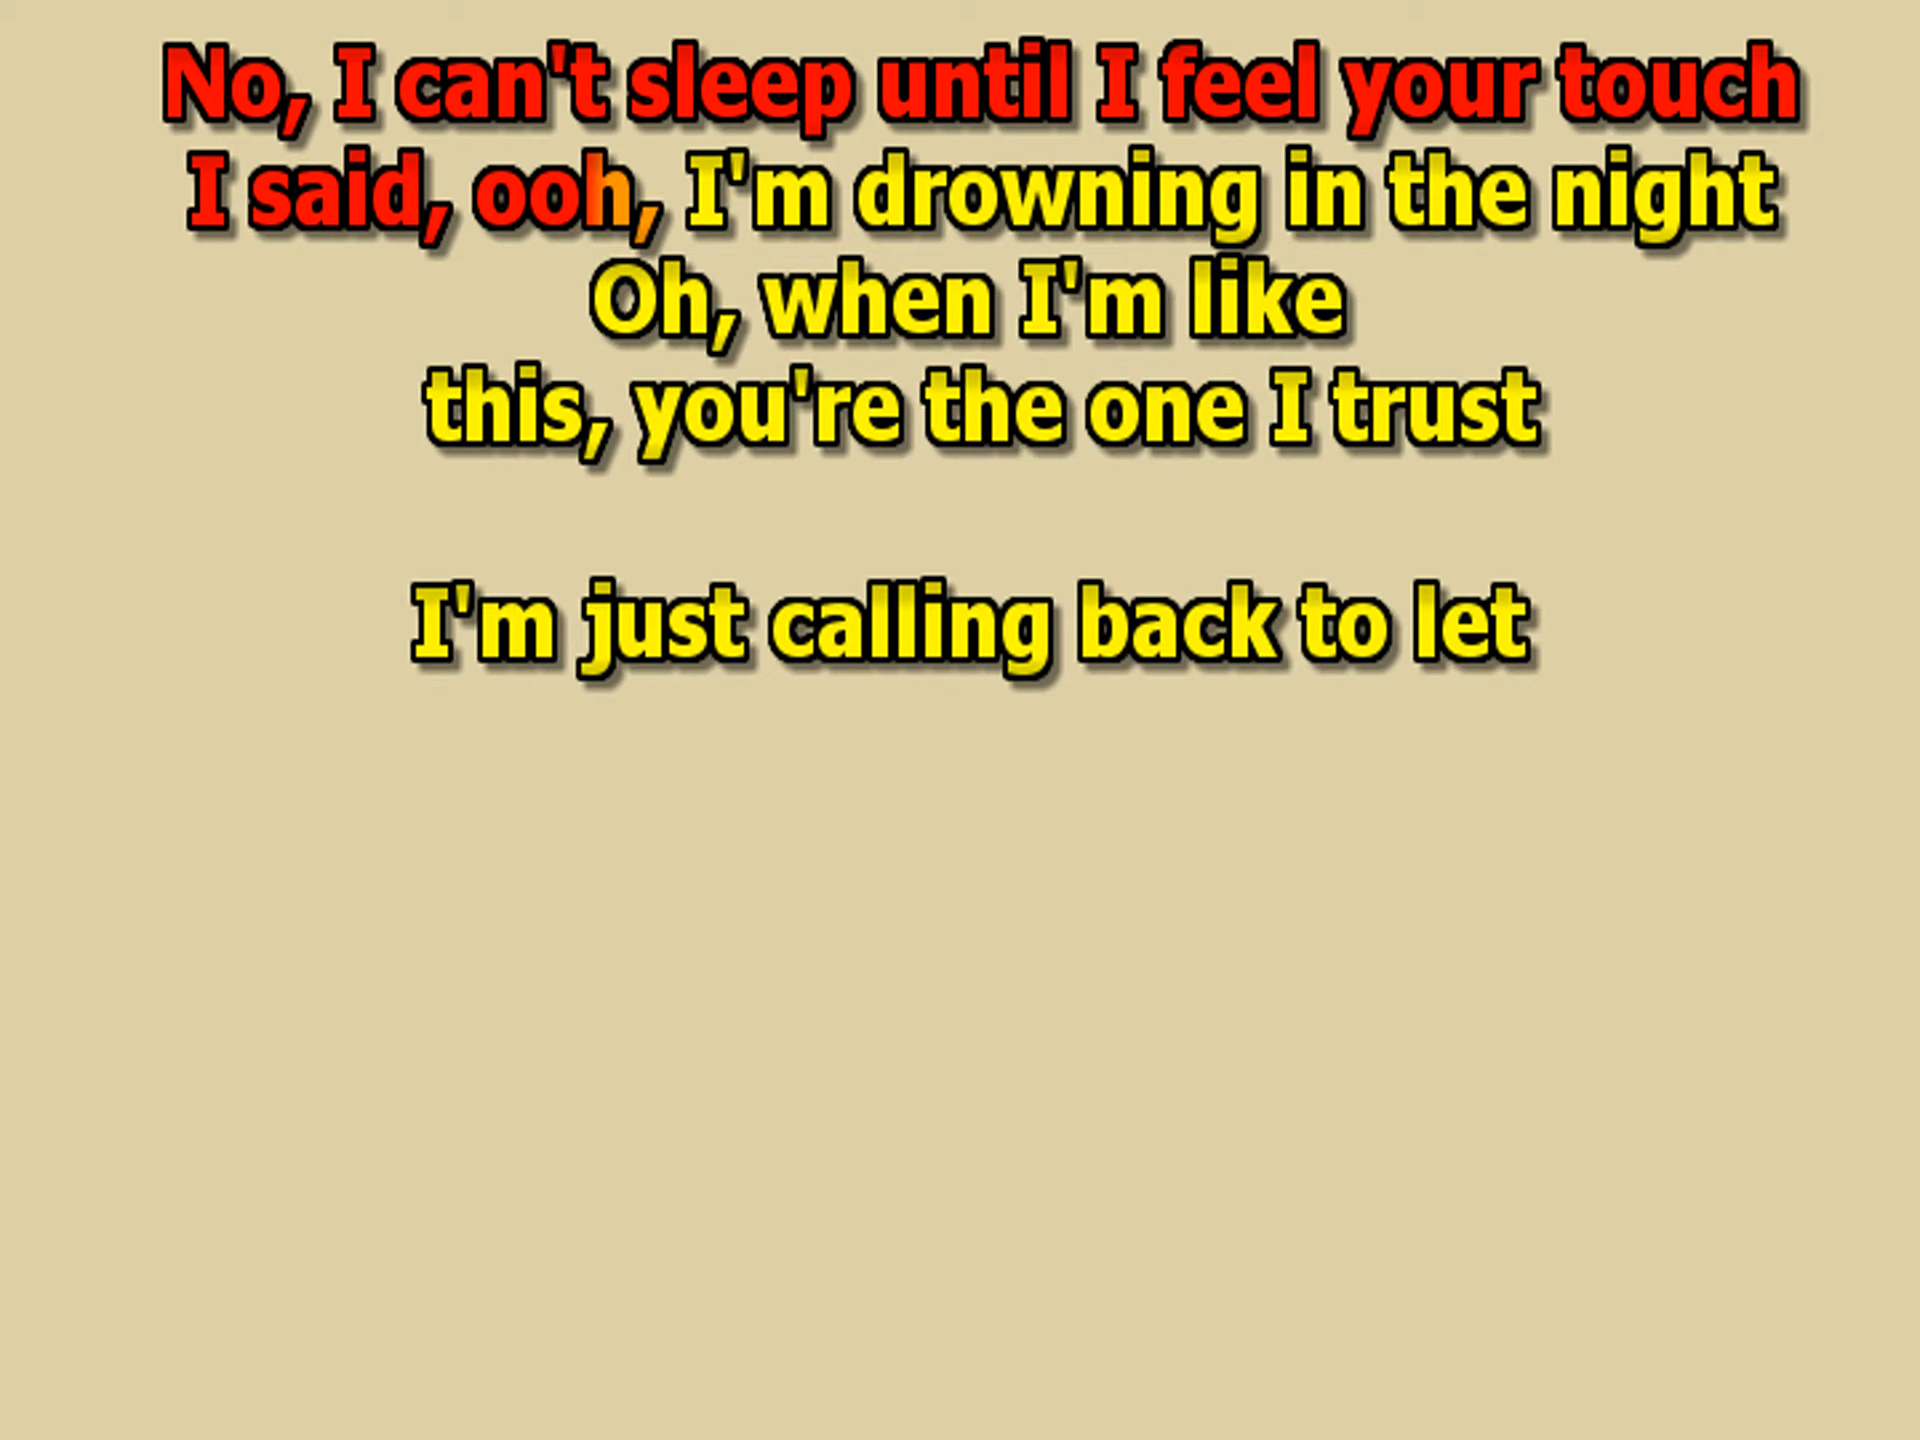 No, I can't sleep until I feel your touch
I said, ooh, I'm drowning in the night
Oh, when I'm like
this, you're the one I trust
I'm just calling back to let